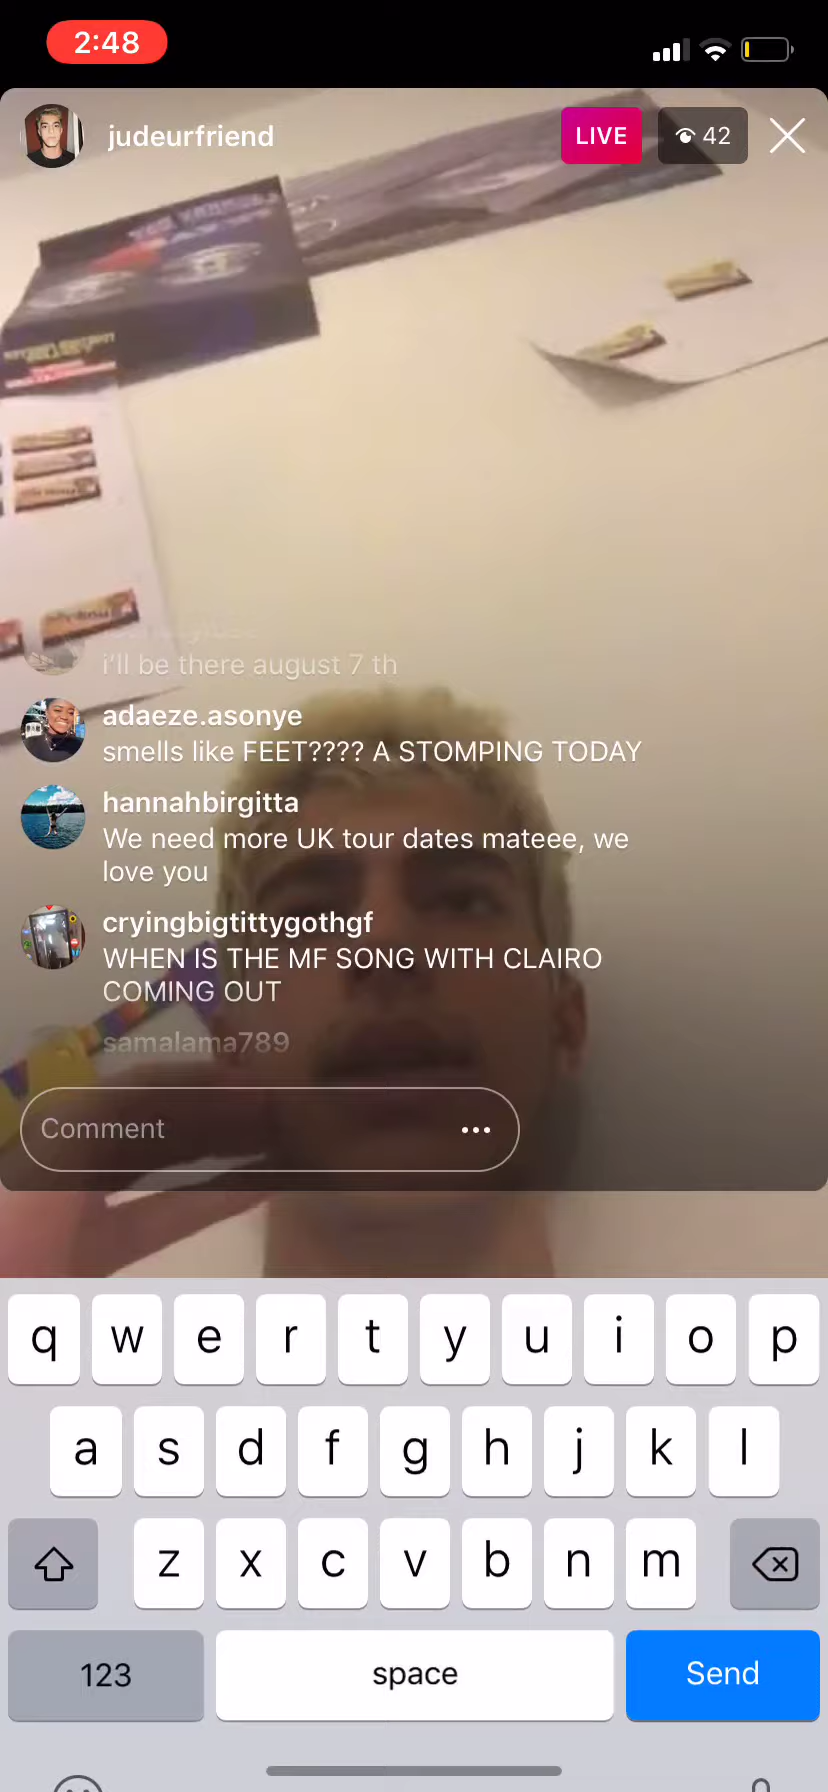 2:48
judeurfriend
LIVE
42
i'll be there august 7 th
adaeze.asonye
smells like FEET???? A STOMPING TODAY
hannahbirgitta
We need more UK tour dates mateee, we
love you
cryingbigtittygothgf
WHEN IS THE MF SONG WITH CLAIRO
COMING OUT
samalama789
Comment
q w e r t y u i o p
a s d f g h j k l
z x c v b n m
123 space Send